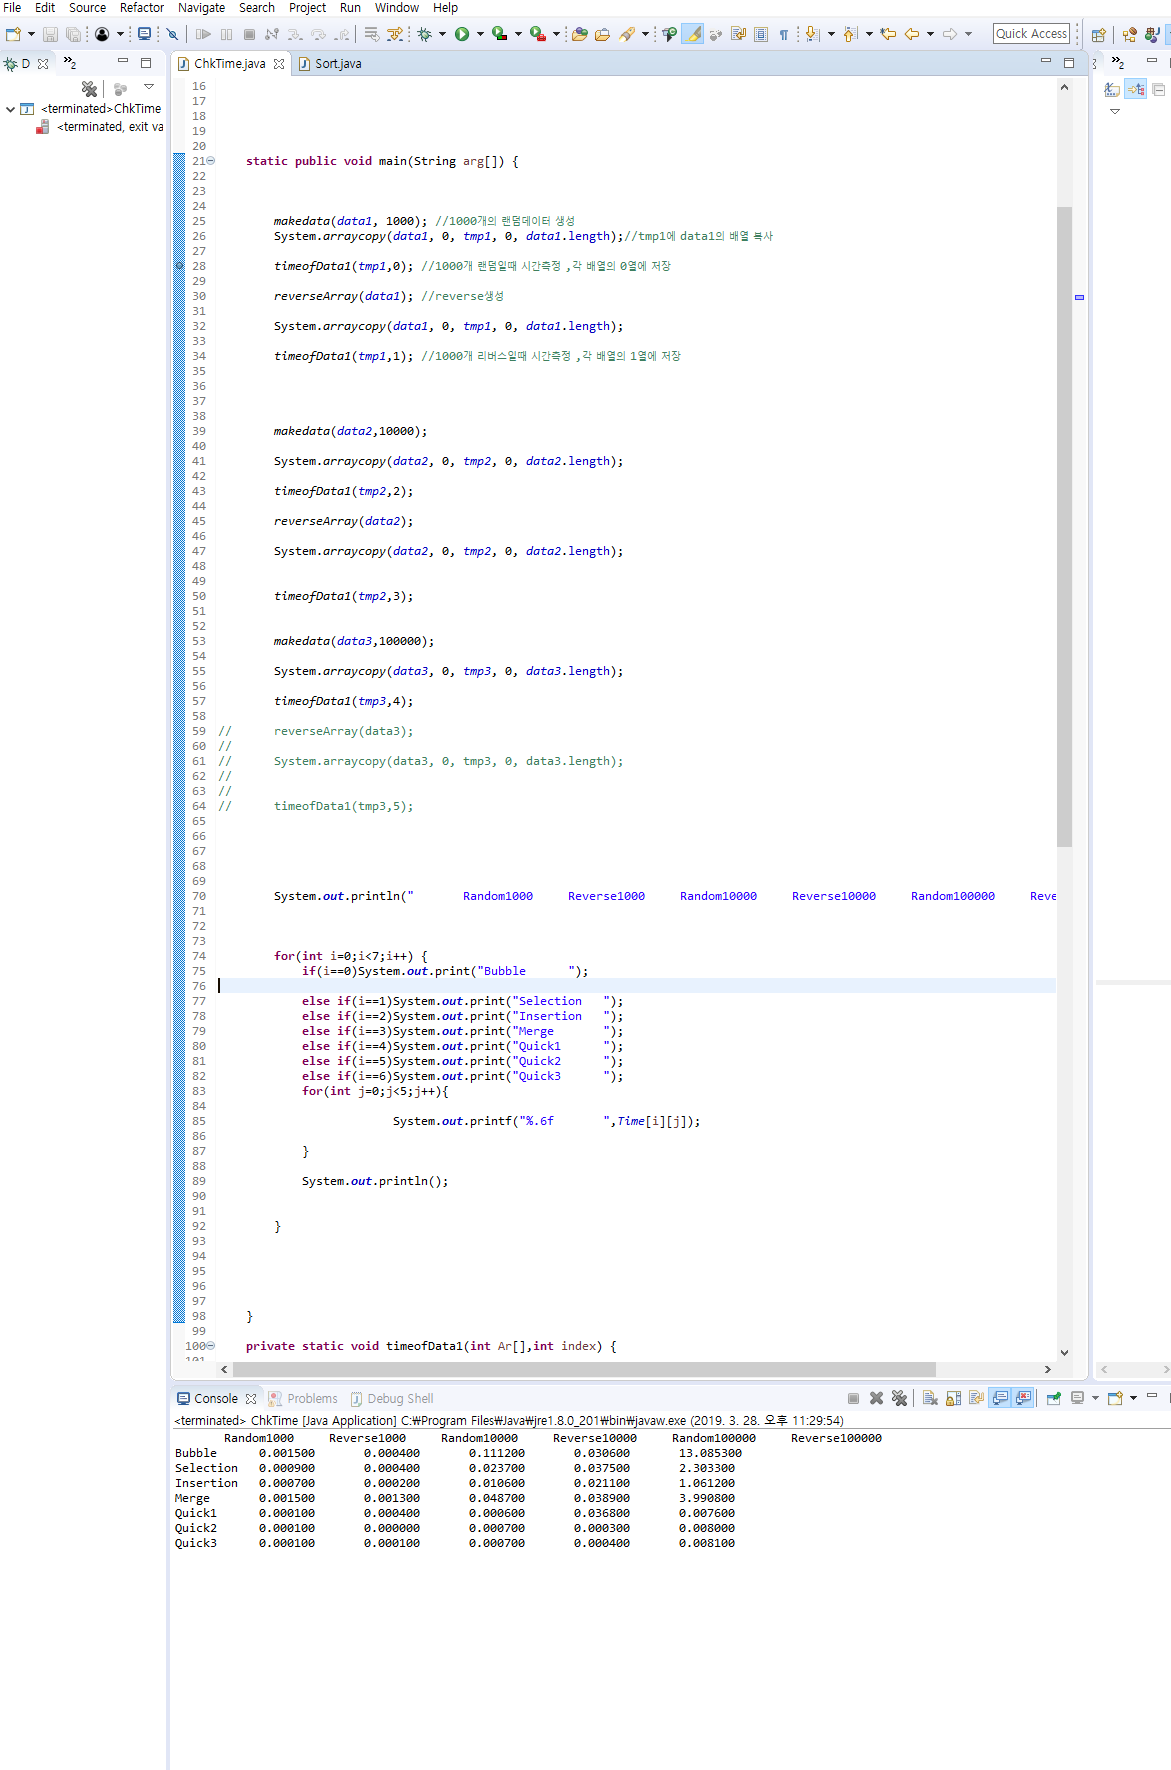 File Edit Source Refactor Navigate Search Project Run Window Help
Quick Access
D
»2
ChkTime.java
Sort.java
»2
<terminated>ChkTime
<terminated, exit va
16
17
18
19
20
21 static public void main(String arg[]) {
22
23
24
25 makedata(data1, 1000); //1000개의 랜덤데이터 생성
26 System.arraycopy(data1, 0, tmp1, 0, data1.length);//tmp1에 data1의 배열 복사
27
28 timeofData1(tmp1,0); //1000개 랜덤일때 시간측정 ,각 배열의 0열에 저장
29
30 reverseArray(data1); //reverse생성
31
32 System.arraycopy(data1, 0, tmp1, 0, data1.length);
33
34 timeofData1(tmp1,1); //1000개 리버스일때 시간측정 ,각 배열의 1열에 저장
35
36
37
38
39 makedata(data2,10000);
40
41 System.arraycopy(data2, 0, tmp2, 0, data2.length);
42
43 timeofData1(tmp2,2);
44
45 reverseArray(data2);
46
47 System.arraycopy(data2, 0, tmp2, 0, data2.length);
48
49
50 timeofData1(tmp2,3);
51
52
53 makedata(data3,100000);
54
55 System.arraycopy(data3, 0, tmp3, 0, data3.length);
56
57 timeofData1(tmp3,4);
58
59 // reverseArray(data3);
60 //
61 // System.arraycopy(data3, 0, tmp3, 0, data3.length);
62 //
63 //
64 // timeofData1(tmp3,5);
65
66
67
68
69
70 System.out.println(" Random1000 Reverse1000 Random10000 Reverse10000 Random100000 Reve
71
72
73
74 for(int i=0;i<7;i++) {
75 if(i==0)System.out.print("Bubble ");
76
77 else if(i==1)System.out.print("Selection ");
78 else if(i==2)System.out.print("Insertion ");
79 else if(i==3)System.out.print("Merge ");
80 else if(i==4)System.out.print("Quick1 ");
81 else if(i==5)System.out.print("Quick2 ");
82 else if(i==6)System.out.print("Quick3 ");
83 for(int j=0;j<5;j++){
84
85 System.out.printf("%.6f ",Time[i][j]);
86
87 }
88
89 System.out.println();
90
91
92 }
93
94
95
96
97
98 }
99
100 private static void timeofData1(int Ar[],int index) {
101
Console Problems Debug Shell
<terminated> ChkTime [Java Application] C:₩Program Files₩Java₩jre1.8.0_201₩bin₩javaw.exe (2019. 3. 28. 오후 11:29:54)
Random1000 Reverse1000 Random10000 Reverse10000 Random100000 Reverse100000
Bubble 0.001500 0.000400 0.111200 0.030600 13.085300
Selection 0.000900 0.000400 0.023700 0.037500 2.303300
Insertion 0.000700 0.000200 0.010600 0.021100 1.061200
Merge 0.001500 0.001300 0.048700 0.038900 3.990800
Quick1 0.000100 0.000400 0.000600 0.036800 0.007600
Quick2 0.000100 0.000000 0.000700 0.000300 0.008000
Quick3 0.000100 0.000100 0.000700 0.000400 0.008100